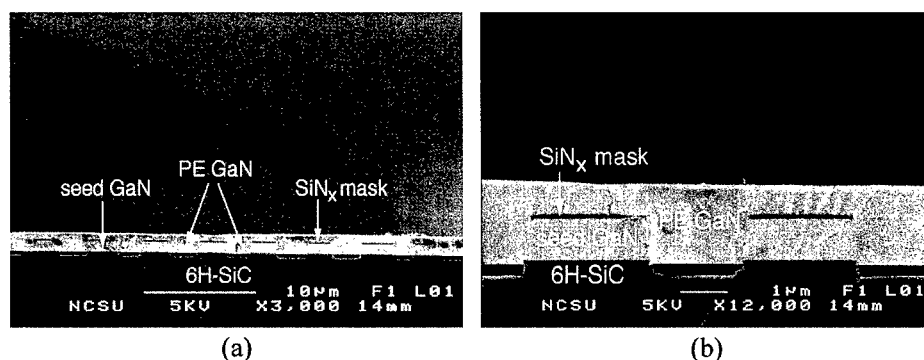 PE GaN
seed GaN
SiNx mask
6H-SiC
10µm F1 L01
NCSU 5KV X3,000 14mm
(a)
SiNx mask
PE GaN
seed GaN
6H-SiC
1µm F1 L01
NCSU 5KV X12,000 14mm
(b)